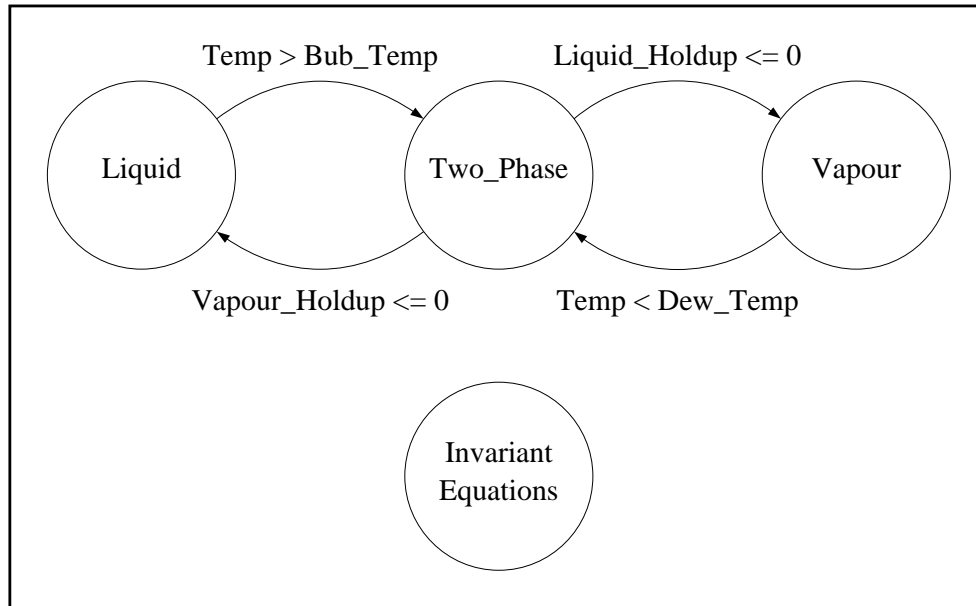 Temp > Bub_Temp
Liquid_Holdup <= 0
Liquid
Two_Phase
Vapour
Vapour_Holdup <= 0
Temp < Dew_Temp
Invariant
Equations